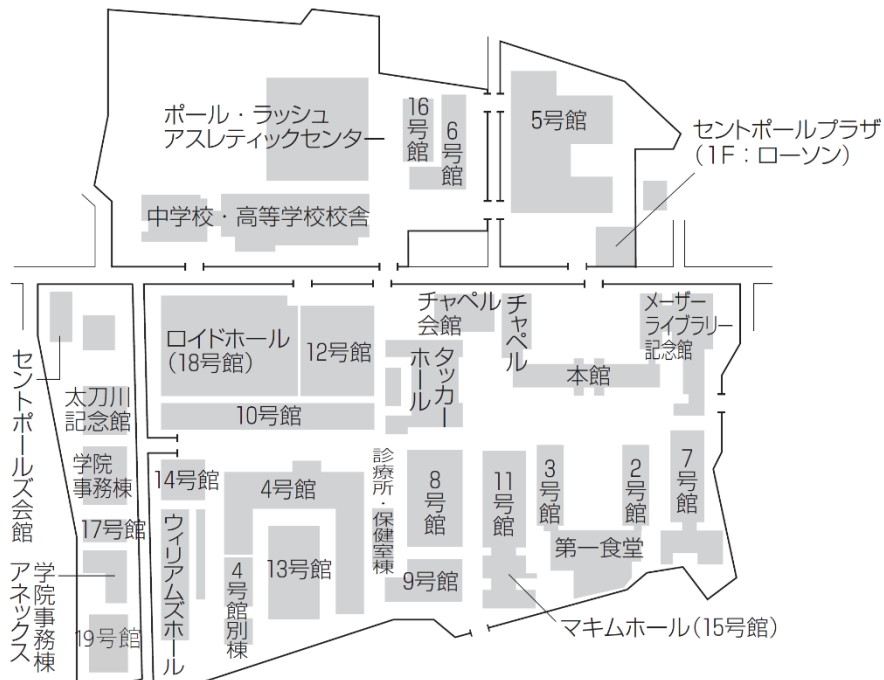 ポール・ラッシュ
アスレティックセンター
16号館
6号館
5号館
セントポールプラザ
(1F:ローソン)
中学校・高等学校校舎
ロイドホール
(18号館)
12号館
チャペル
会館
チャペル
メーザー
ライブラリー
記念館
タッカー
ホール
本館
10号館
セントポールズ会館
太刀川
記念館
学院
事務棟
17号館
学院事務棟
アネックス
19号館
14号館
ウィリアムズホール
4号館
4号館別棟
13号館
診療所・保健室棟
8号館
9号館
11号館
3号館
2号館
7号館
第一食堂
マキムホール(15号館)